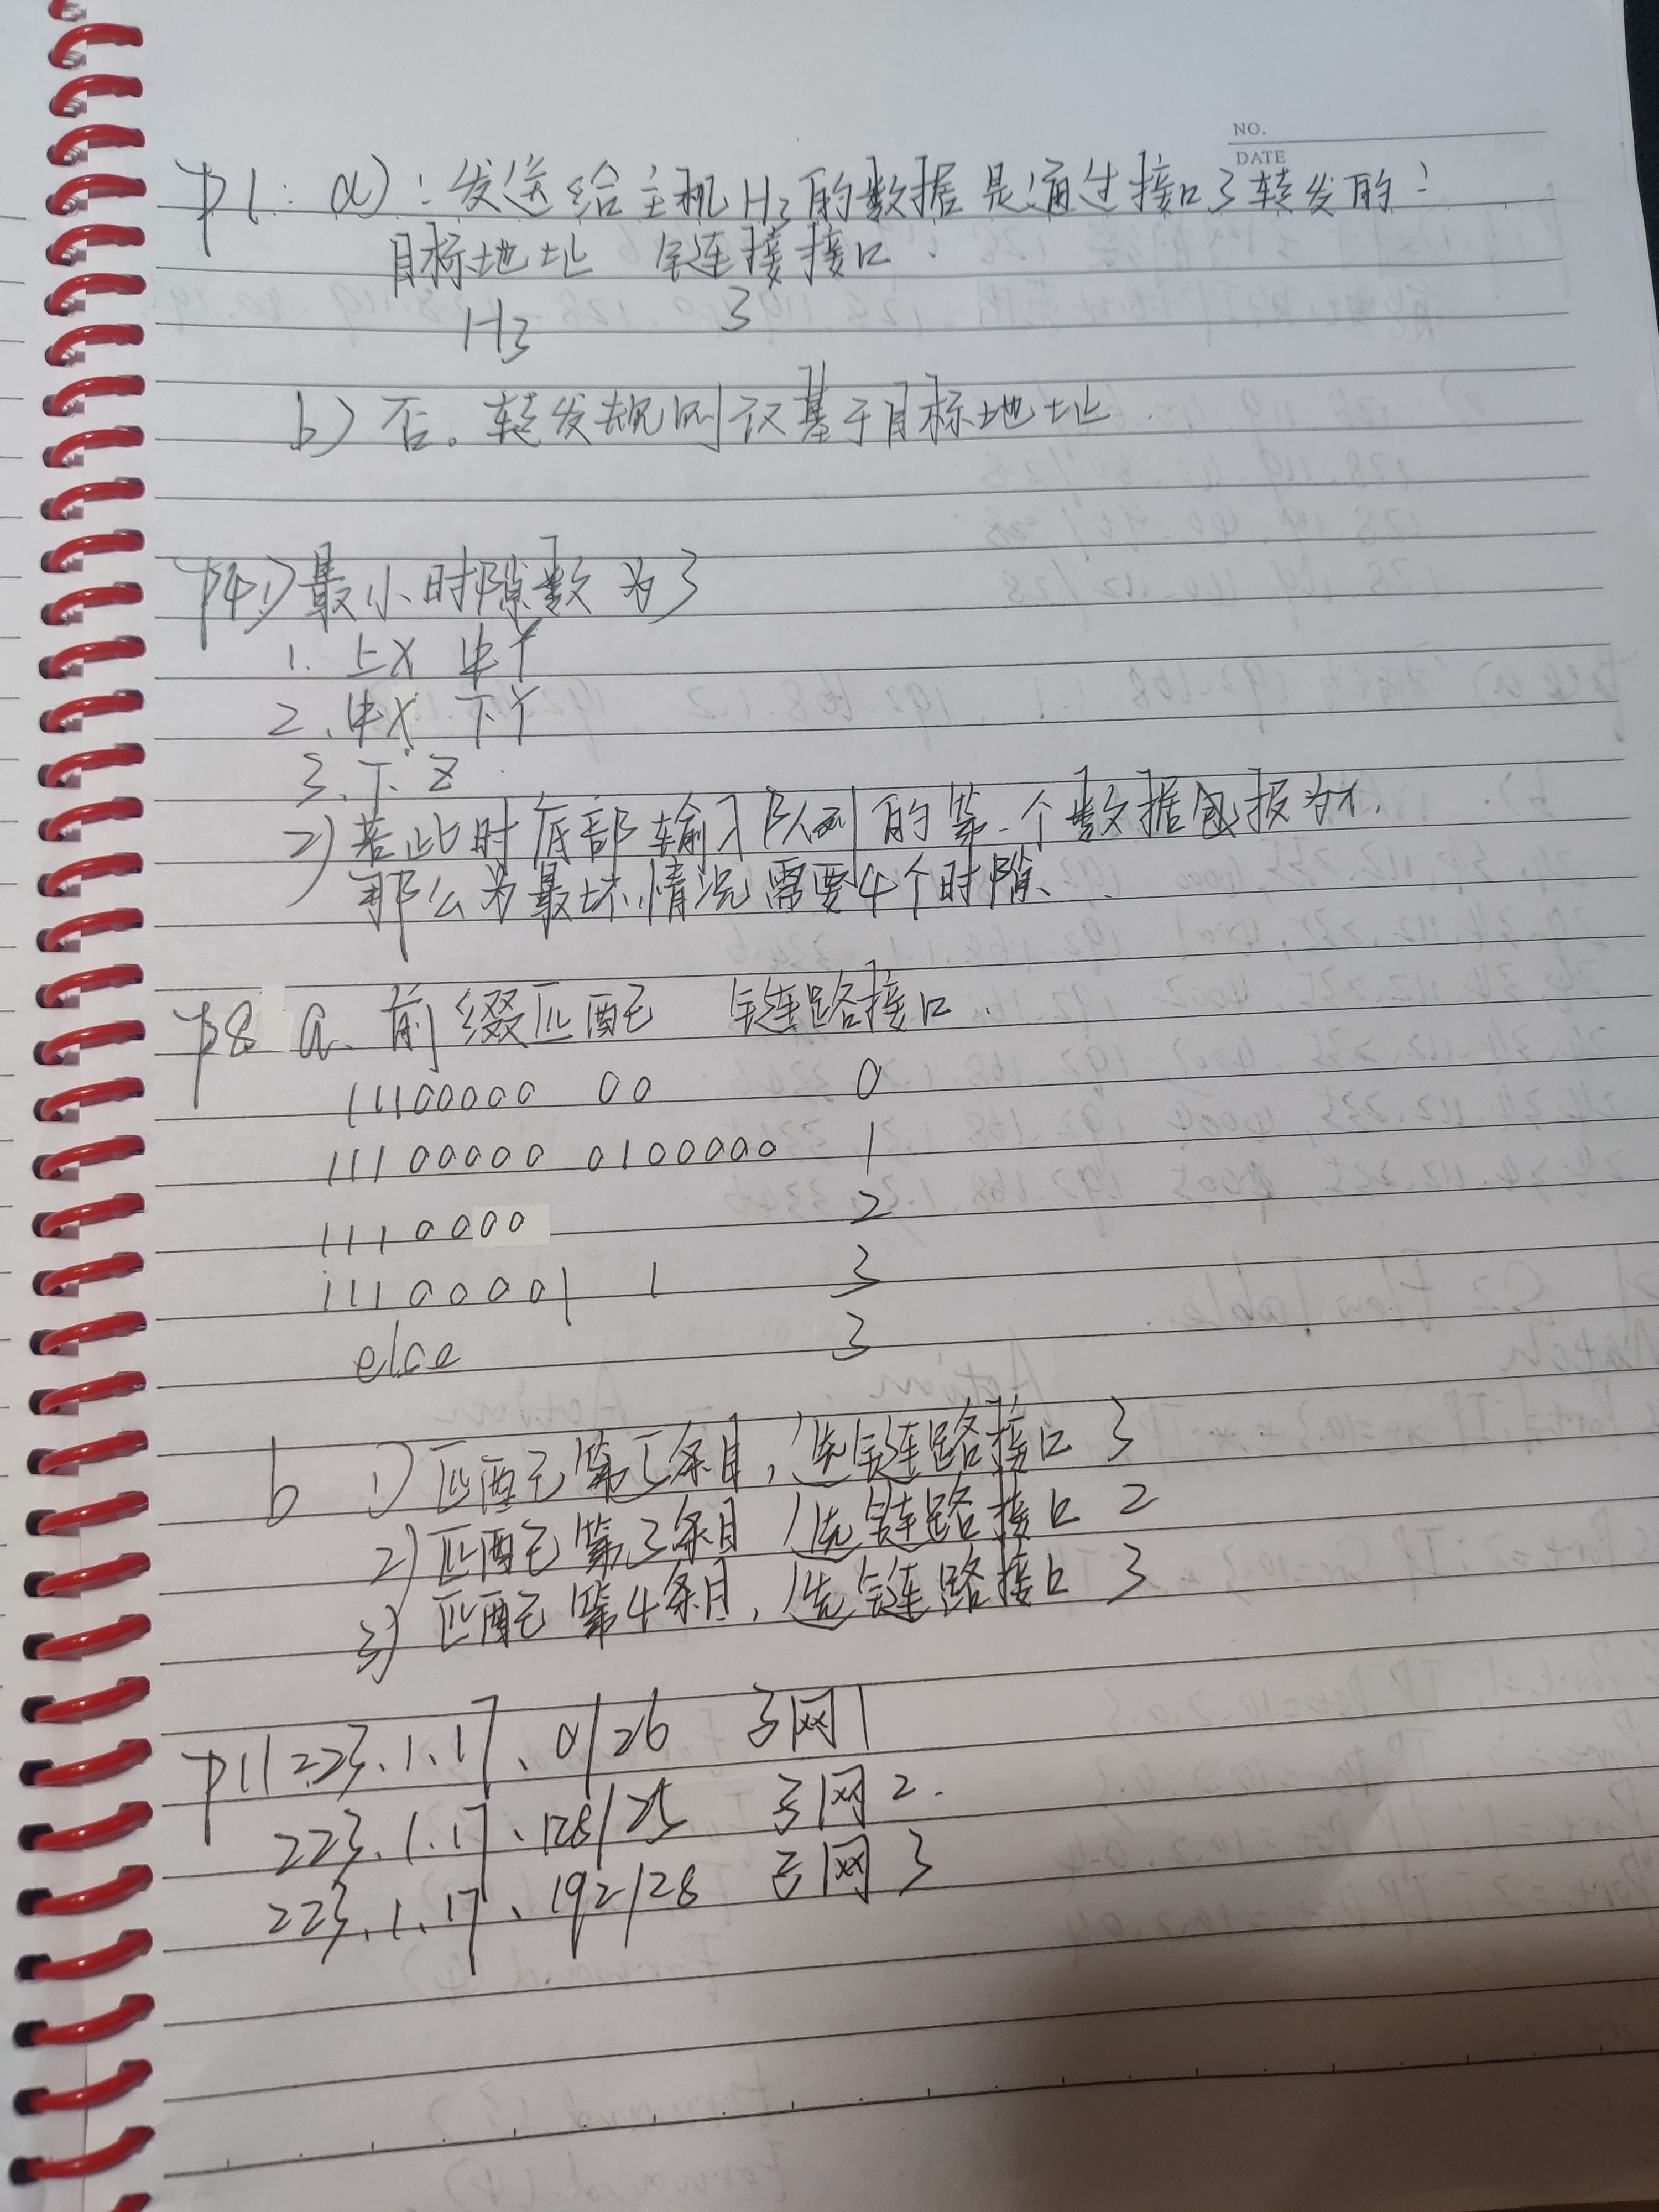 NO.
DATE
P1: a): 发送给主机H3的数据是通过接口3转发的:
目标地址 链接接口.
H3 3
b) 否。转发规则仅基于目标地址.
P4 1) 最小时隙数为3
1. 上X 中Y
2. 中X 下Y
3. 下Z
2) 若此时底部输入队列的第一个数据报为x,
那么为最坏情况需要4个时隙.
P8 a. 前缀匹配 链路接口.
11100000 00 0
11100000 01000000 1
1110000 2
11100001 1 3
else 3
b 1) 匹配第5条目, 选链路接口 3
2) 匹配第3条目 选链路接口 2
3) 匹配第4条目, 选链路接口 3
P11 223.1.17.0/26 子网1
223.1.17.128/25 子网2.
223.1.17.192/28 子网3